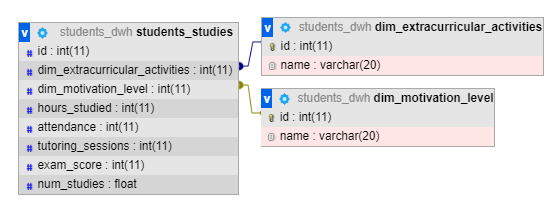 v students_dwh students_studies
# id : int(11)
# dim_extracurricular_activities : int(11)
# dim_motivation_level : int(11)
# hours_studied : int(11)
# attendance : int(11)
# tutoring_sessions : int(11)
# exam_score : int(11)
# num_studies : float
v students_dwh dim_extracurricular_activities
id : int(11)
name : varchar(20)
v students_dwh dim_motivation_level
id : int(11)
name : varchar(20)